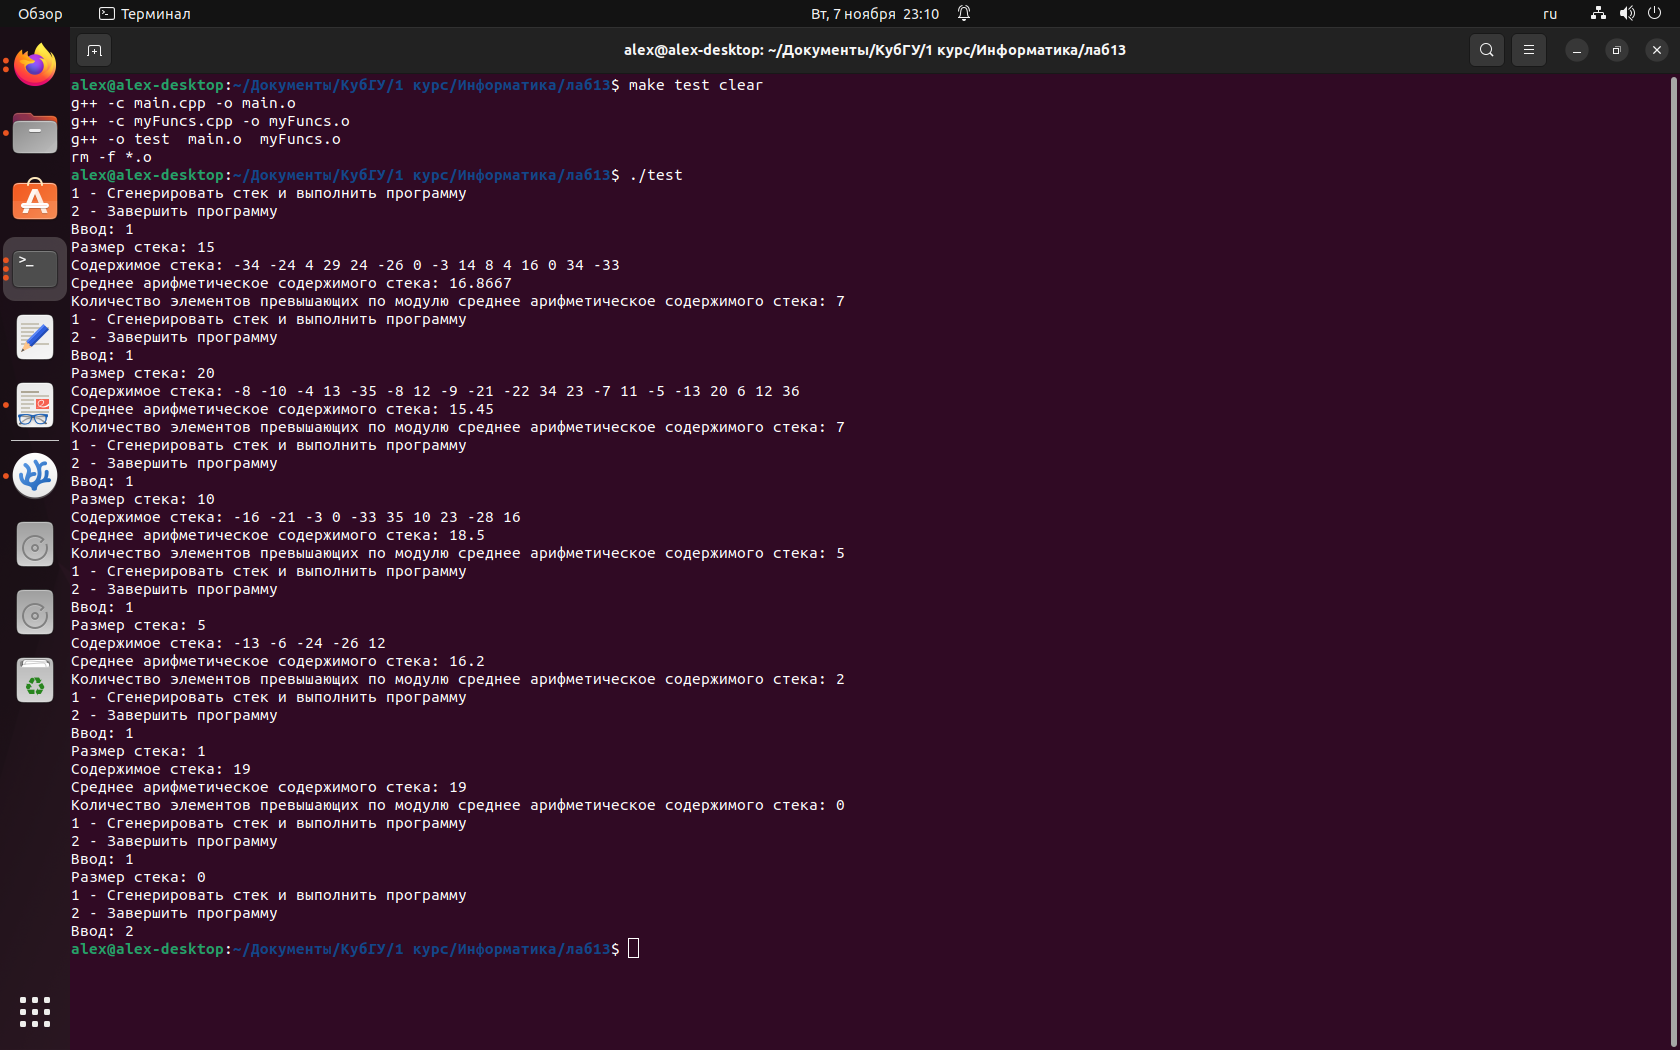 Обзор Терминал Вт, 7 ноября 23:10 ru
alex@alex-desktop: ~/Документы/КубГУ/1 курс/Информатика/лаб13
alex@alex-desktop:~/Документы/КубГУ/1 курс/Информатика/лаб13$ make test clear
g++ -c main.cpp -o main.o
g++ -c myFuncs.cpp -o myFuncs.o
g++ -o test  main.o  myFuncs.o
rm -f *.o
alex@alex-desktop:~/Документы/КубГУ/1 курс/Информатика/лаб13$ ./test
1 - Сгенерировать стек и выполнить программу
2 - Завершить программу
Ввод: 1
Размер стека: 15
Содержимое стека: -34 -24 4 29 24 -26 0 -3 14 8 4 16 0 34 -33
Среднее арифметическое содержимого стека: 16.8667
Количество элементов превышающих по модулю среднее арифметическое содержимого стека: 7
1 - Сгенерировать стек и выполнить программу
2 - Завершить программу
Ввод: 1
Размер стека: 20
Содержимое стека: -8 -10 -4 13 -35 -8 12 -9 -21 -22 34 23 -7 11 -5 -13 20 6 12 36
Среднее арифметическое содержимого стека: 15.45
Количество элементов превышающих по модулю среднее арифметическое содержимого стека: 7
1 - Сгенерировать стек и выполнить программу
2 - Завершить программу
Ввод: 1
Размер стека: 10
Содержимое стека: -16 -21 -3 0 -33 35 10 23 -28 16
Среднее арифметическое содержимого стека: 18.5
Количество элементов превышающих по модулю среднее арифметическое содержимого стека: 5
1 - Сгенерировать стек и выполнить программу
2 - Завершить программу
Ввод: 1
Размер стека: 5
Содержимое стека: -13 -6 -24 -26 12
Среднее арифметическое содержимого стека: 16.2
Количество элементов превышающих по модулю среднее арифметическое содержимого стека: 2
1 - Сгенерировать стек и выполнить программу
2 - Завершить программу
Ввод: 1
Размер стека: 1
Содержимое стека: 19
Среднее арифметическое содержимого стека: 19
Количество элементов превышающих по модулю среднее арифметическое содержимого стека: 0
1 - Сгенерировать стек и выполнить программу
2 - Завершить программу
Ввод: 1
Размер стека: 0
1 - Сгенерировать стек и выполнить программу
2 - Завершить программу
Ввод: 2
alex@alex-desktop:~/Документы/КубГУ/1 курс/Информатика/лаб13$